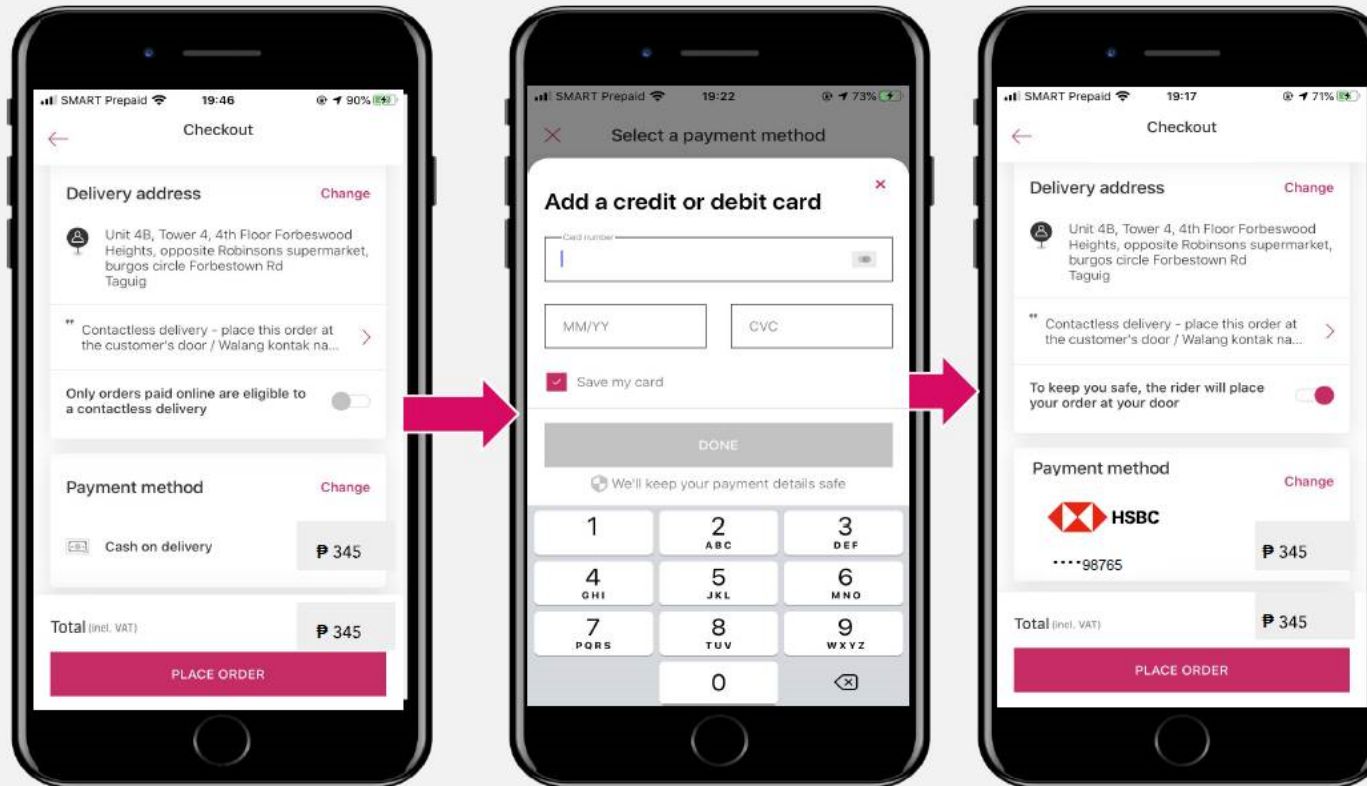 SMART Prepaid 19:46 90%
Checkout
Delivery address Change
Unit 4B, Tower 4, 4th Floor Forbeswood
Heights, opposite Robinsons supermarket,
burgos circle Forbestown Rd
Taguig
" Contactless delivery - place this order at
the customer's door / Walang kontak na...
Only orders paid online are eligible to
a contactless delivery
Payment method Change
Cash on delivery ₱ 345
Total (incl. VAT) ₱ 345
PLACE ORDER
SMART Prepaid 19:22 73%
Select a payment method
Add a credit or debit card
Card number
MM/YY CVC
Save my card
DONE
We'll keep your payment details safe
1 2 3
ABC DEF
4 5 6
GHI JKL MNO
7 8 9
PQRS TUV WXYZ
0
SMART Prepaid 19:17 71%
Checkout
Delivery address Change
Unit 4B, Tower 4, 4th Floor Forbeswood
Heights, opposite Robinsons supermarket,
burgos circle Forbestown Rd
Taguig
" Contactless delivery - place this order at
the customer's door / Walang kontak na...
To keep you safe, the rider will place
your order at your door
Payment method
Change
HSBC
₱ 345
····98765
Total (incl. VAT) ₱ 345
PLACE ORDER